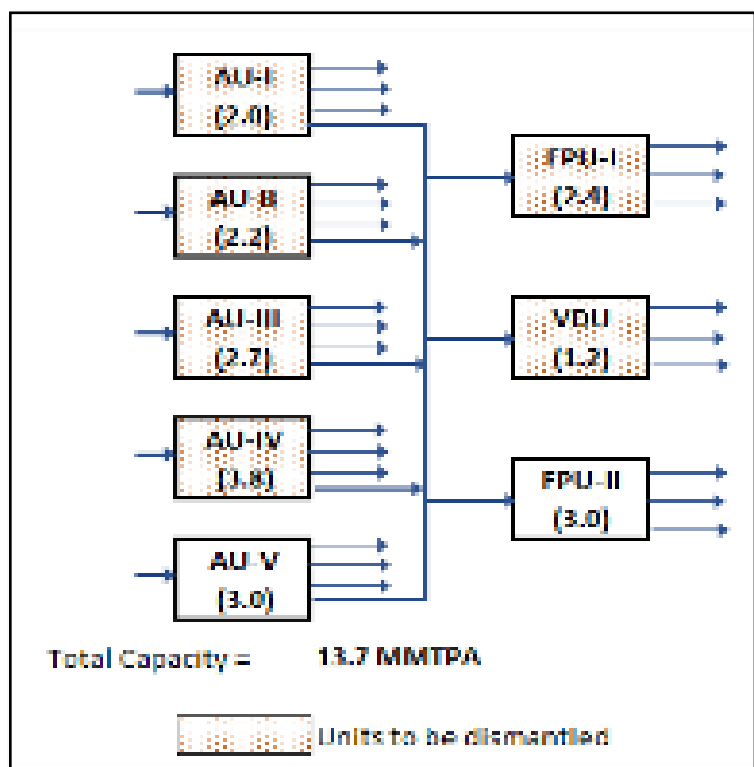 AU-I
(2.0)
AU-II
(2.2)
AU-III
(2.7)
AU-IV
(3.8)
AU-V
(3.0)
FPU-I
(2.4)
VDU
(1.2)
FPU-II
(3.0)
Total Capacity = 13.7 MMTPA
Units to be dismantled